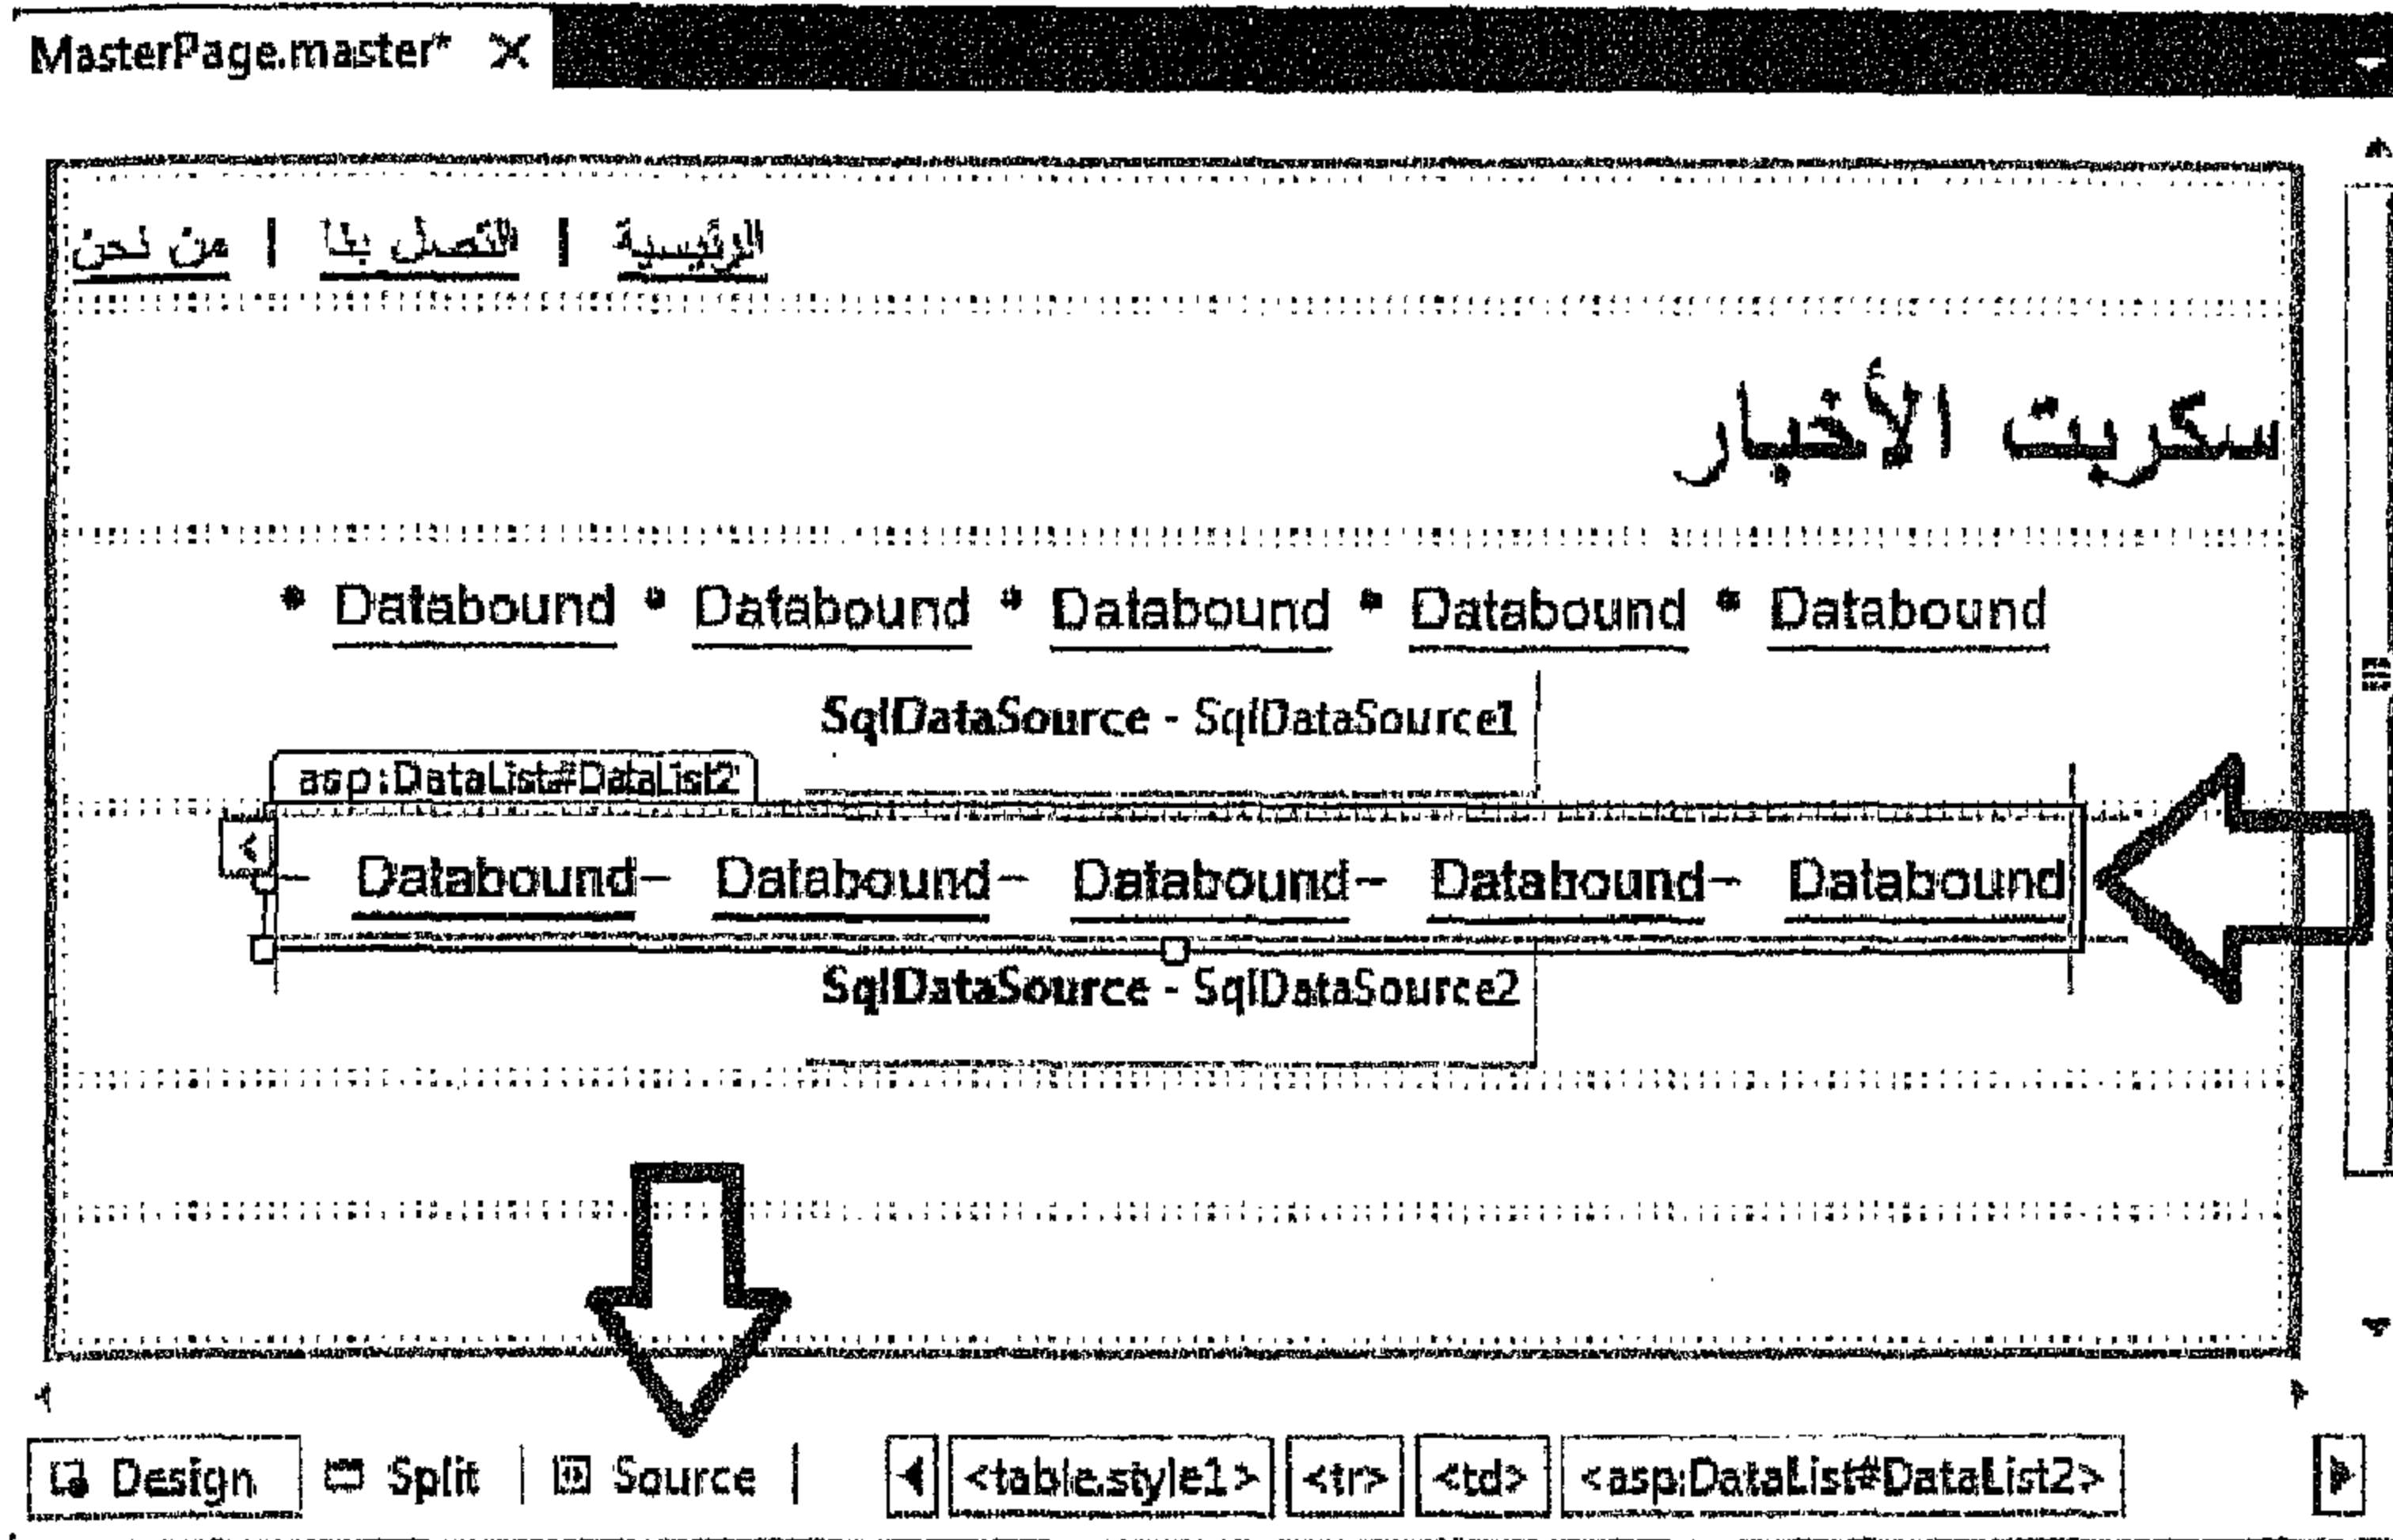 MasterPage.master* X
الرئيسية | اتصل بنا | من نحن
سكربت الأخبار
* Databound * Databound * Databound * Databound * Databound
SqlDataSource - SqlDataSource1
asp:DataList#DataList2
- Databound- Databound- Databound- Databound- Databound
SqlDataSource - SqlDataSource2
Design Split | Source | <table.style1> <tr> <td> <asp:DataList#DataList2>